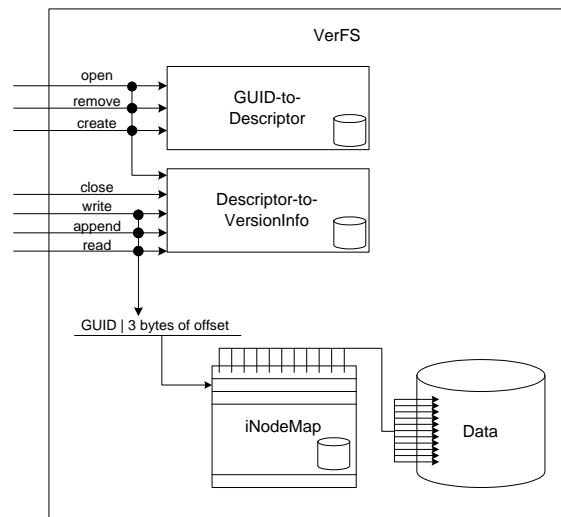 VerFS
open
remove
create
GUID-to-
Descriptor
close
write
append
read
Descriptor-to-
VersionInfo
GUID | 3 bytes of offset
iNodeMap
Data